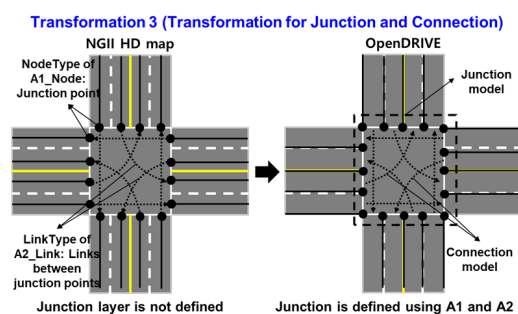 Transformation 3 (Transformation for Junction and Connection)
NGII HD map
OpenDRIVE
NodeType of
A1_Node:
Junction
point
Junction
model
LinkType of
A2_Link: Links
between
junction points
Connection
model
Junction layer is not defined
Junction is defined using A1 and A2